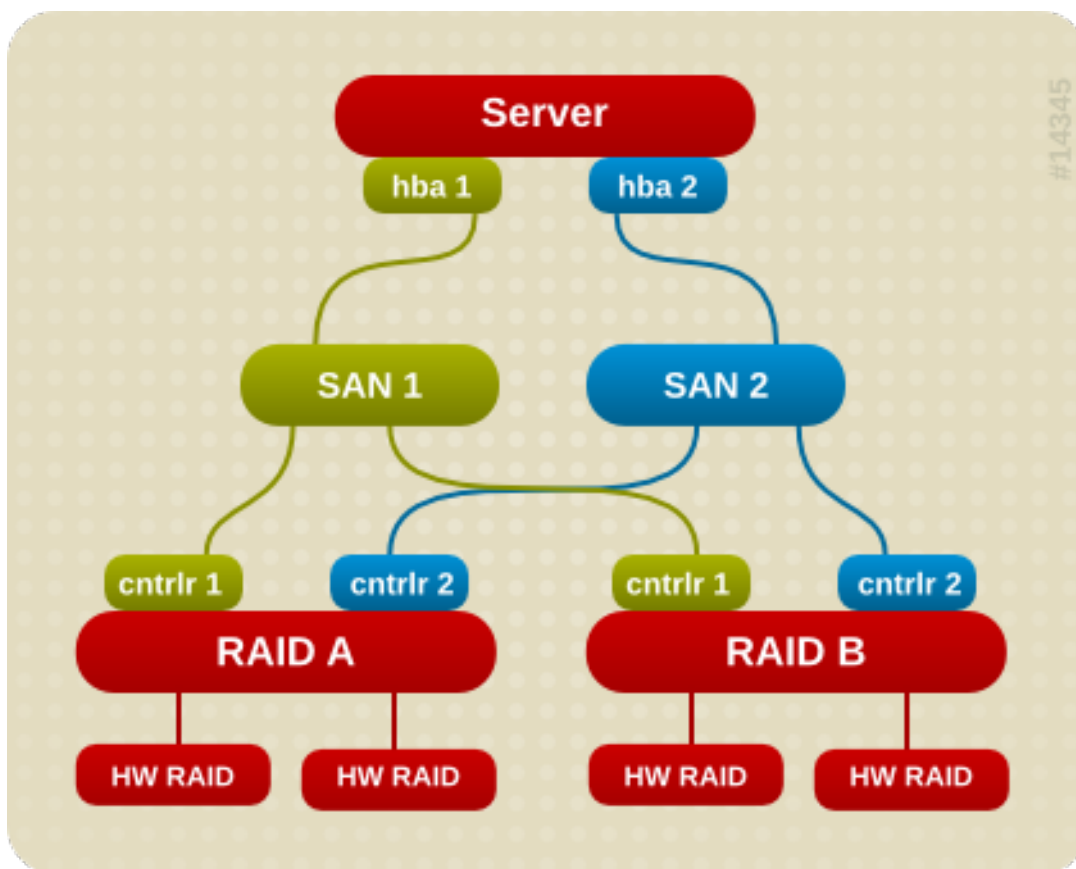 Server
#14345
hba 1
hba 2
SAN 1
SAN 2
cntrlr 1
cntrlr 2
cntrlr 1
cntrlr 2
RAID A
RAID B
HW RAID
HW RAID
HW RAID
HW RAID